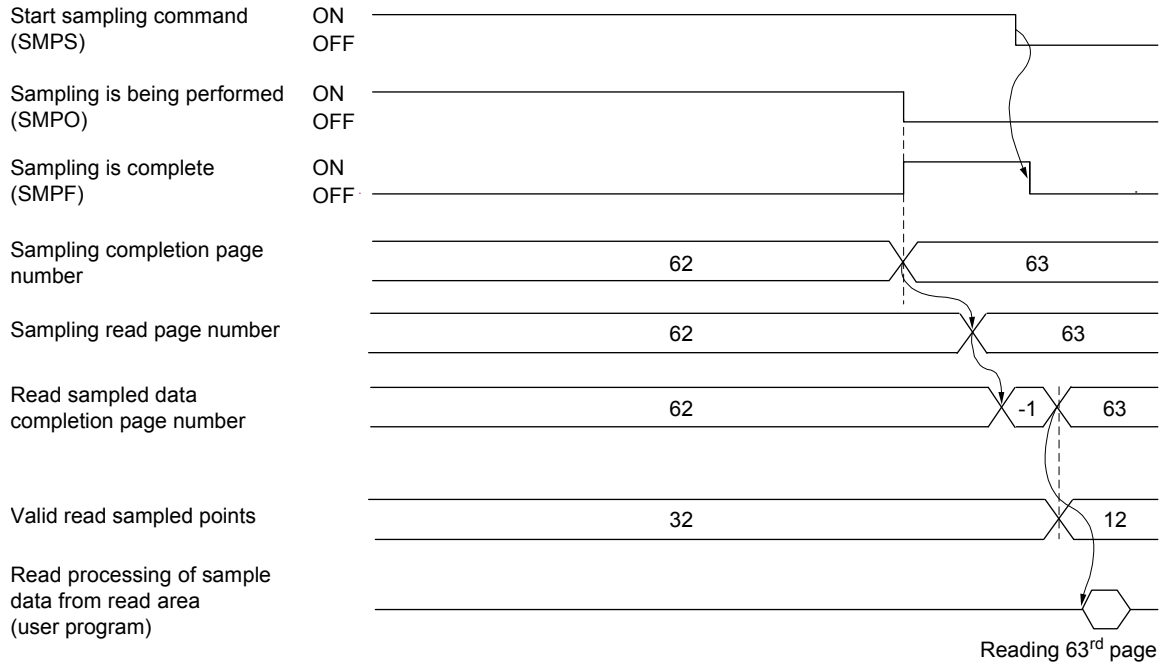 Start sampling command
(SMPS)
ON
OFF
Sampling is being performed
(SMPO)
ON
OFF
Sampling is complete
(SMPF)
ON
OFF
Sampling completion page
number
62
63
Sampling read page number
62
63
Read sampled data
completion page number
62
-1
63
Valid read sampled points
32
12
Read processing of sample
data from read area
(user program)
Reading 63rd page